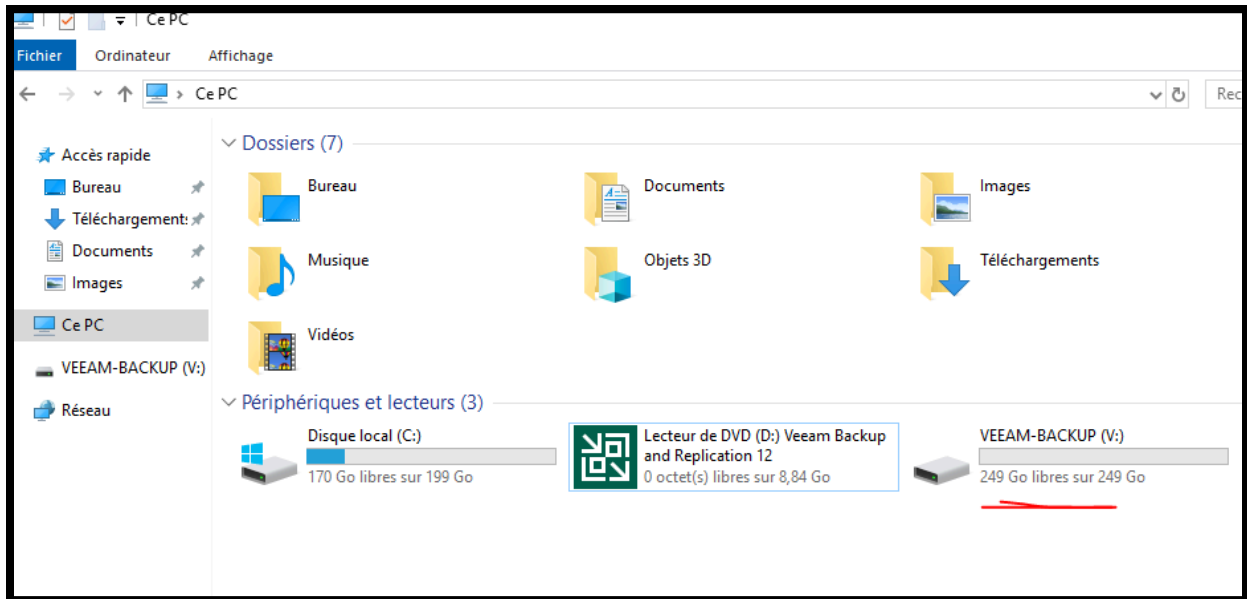 Ce PC
Fichier Ordinateur Affichage
Ce PC Rec
Dossiers (7)
Accès rapide
Bureau
Téléchargement:
Documents
Images
Ce PC
VEEAM-BACKUP (V:)
Réseau
Bureau Documents Images
Musique Objets 3D Téléchargements
Vidéos
Périphériques et lecteurs (3)
Disque local (C:)
170 Go libres sur 199 Go
Lecteur de DVD (D:) Veeam Backup
and Replication 12
0 octet(s) libres sur 8,84 Go
VEEAM-BACKUP (V:)
249 Go libres sur 249 Go